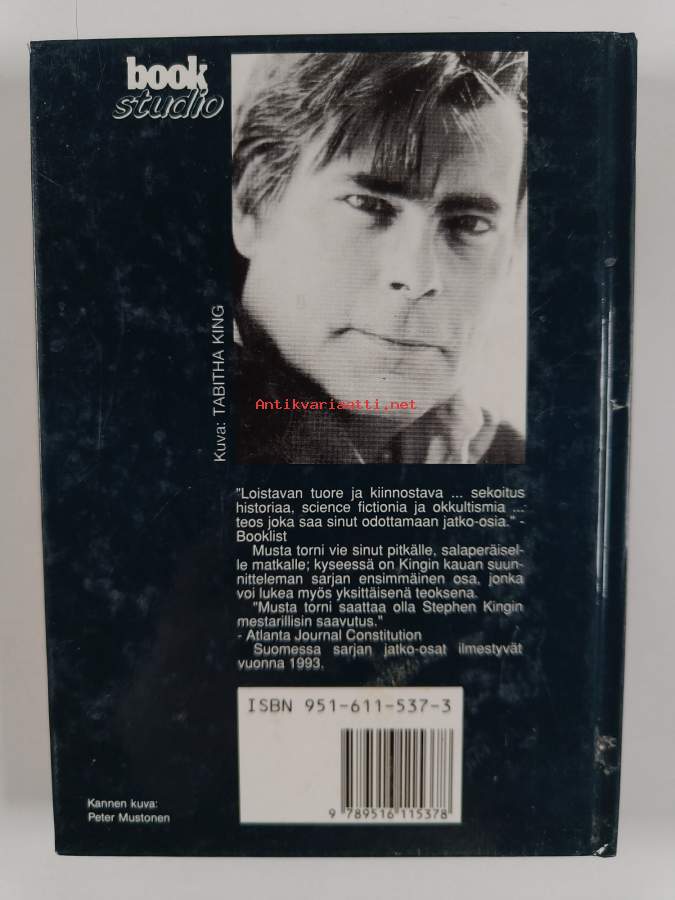 book
studio
Kuva: TABITHA KING
Antikvariaatti.net
"Loistavan tuore ja kiinnostava ... sekoitus
historiaa, science fictionia ja okkultismia ...
teos joka saa sinut odottamaan jatko-osia." -
Booklist
Musta torni vie sinut pitkälle, salaperäisel-
le matkalle; kyseessä on Kingin kauan suun-
nitteleman sarjan ensimmäinen osa, jonka
voi lukea myös yksittäisenä teoksena.
"Musta torni saattaa olla Stephen Kingin
mestarillisin saavutus."
- Atlanta Journal Constitution
Suomessa sarjan jatko-osat ilmestyvät
vuonna 1993.
ISBN 951-611-537-3
9 789516 115378
Kannen kuva:
Peter Mustonen